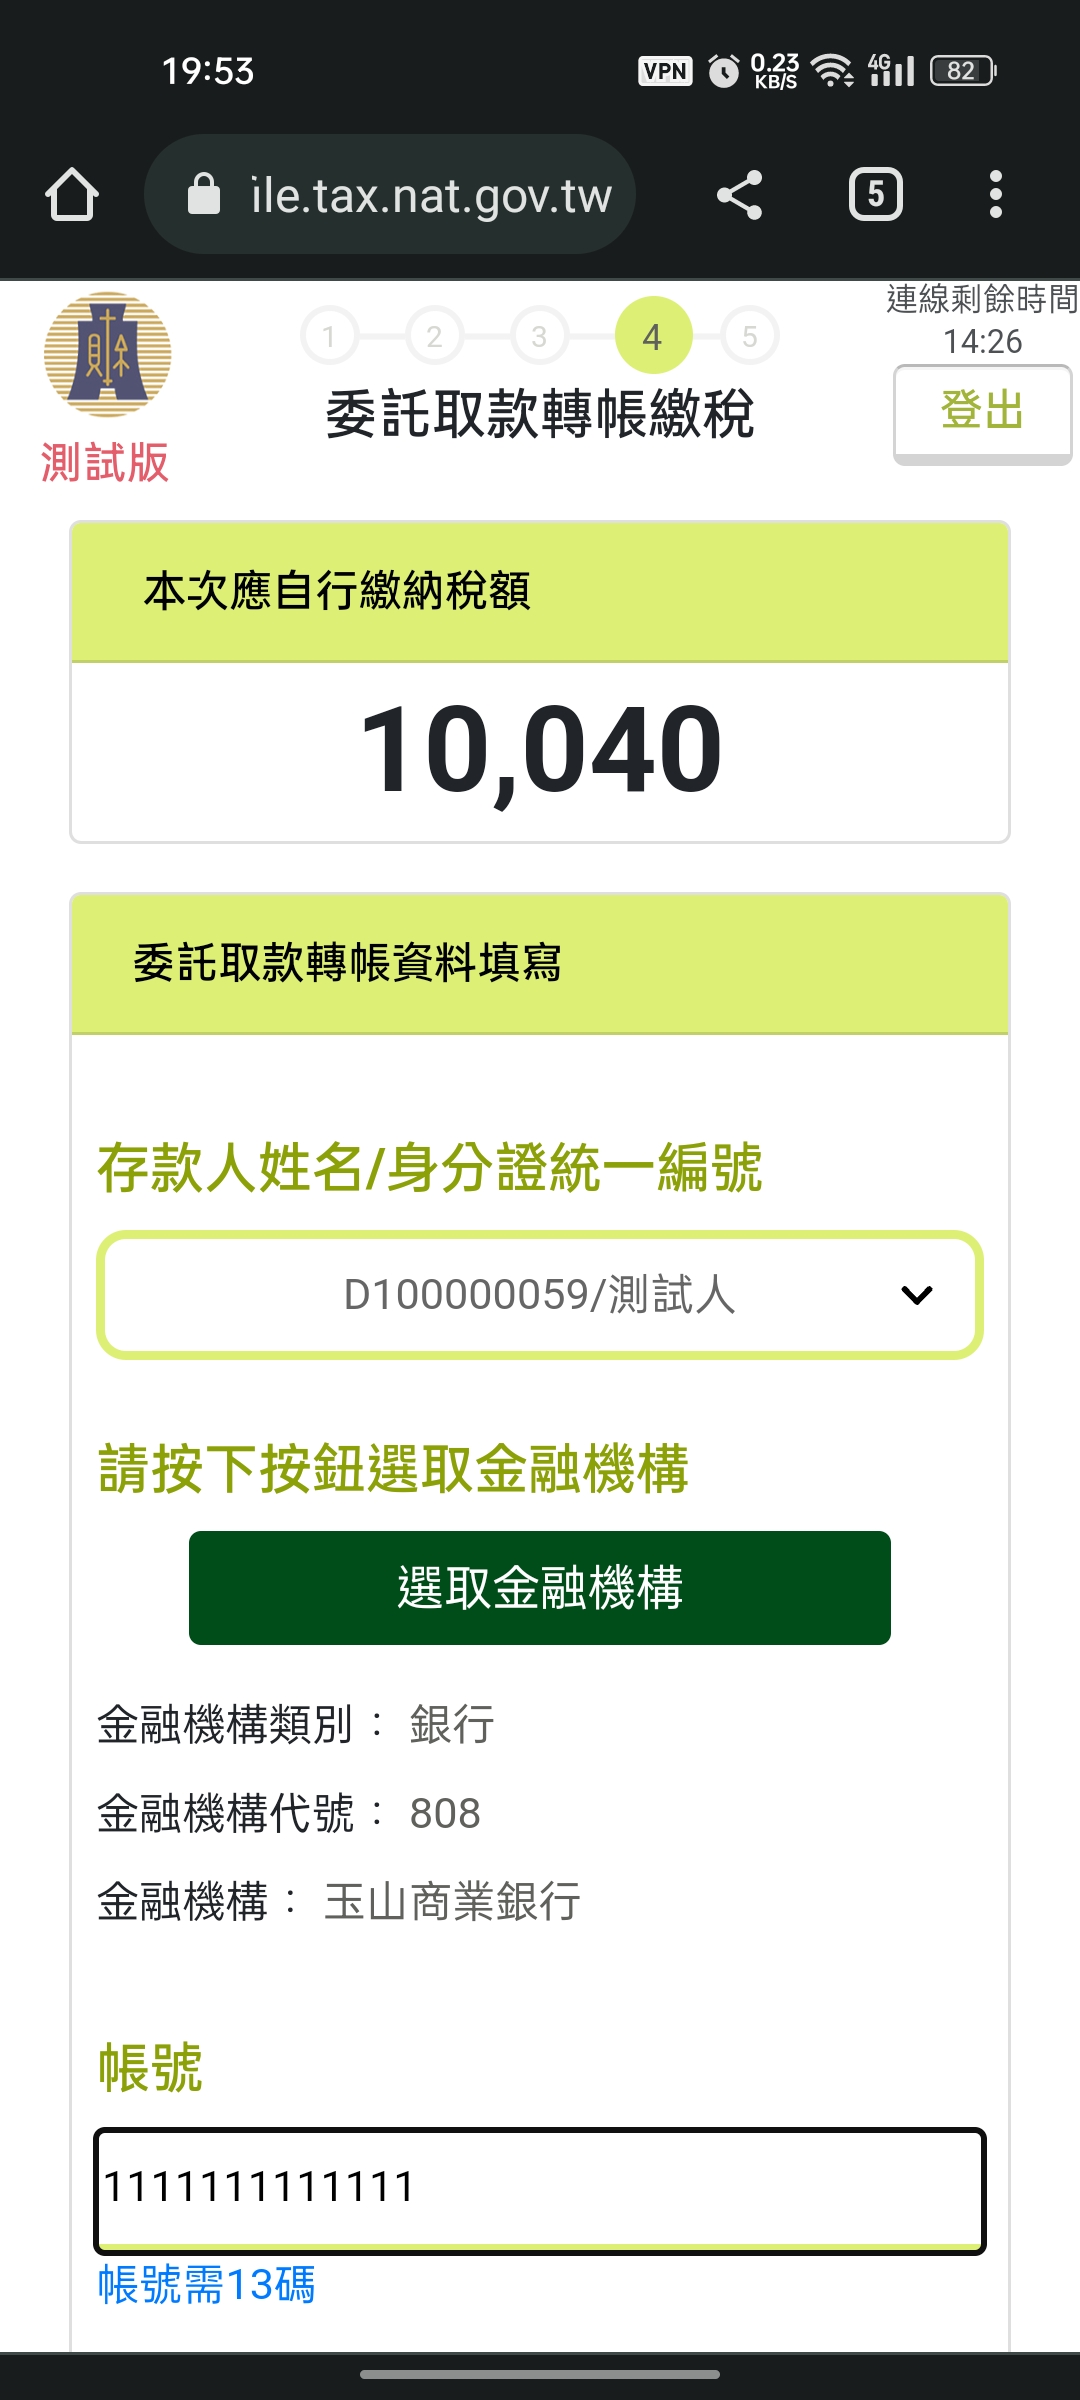 19:53
VPN
0.23
KB/S
4G
82
ile.tax.nat.gov.tw
5
測試版
1
2
3
4
5
委託取款轉帳繳稅
連線剩餘時間
14:26
登出
本次應自行繳納稅額
10,040
委託取款轉帳資料填寫
存款人姓名/身分證統一編號
D100000059/測試人
請按下按鈕選取金融機構
選取金融機構
金融機構類別： 銀行
金融機構代號： 808
金融機構： 玉山商業銀行
帳號
1111111111111
帳號需13碼